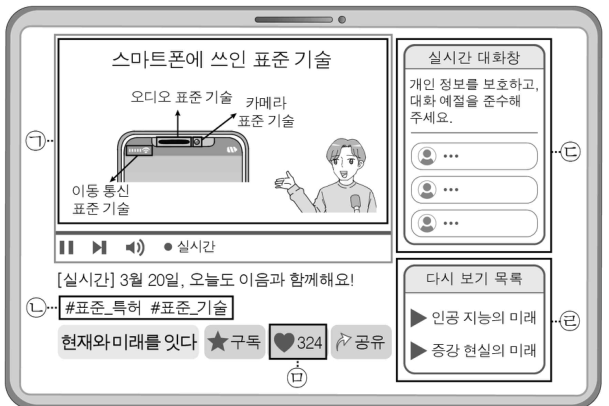 스마트폰에 쓰인 표준 기술
오디오 표준 기술
카메라
표준 기술
이동 통신
표준 기술
㉠
실시간
[실시간] 3월 20일, 오늘도 이음과 함께해요!
㉡
#표준_특허 #표준_기술
현재와 미래를 잇다
구독
324
공유
㉤
실시간 대화창
개인 정보를 보호하고,
대화 예절을 준수해
주세요.
•••
•••
•••
㉢
다시 보기 목록
인공 지능의 미래
증강 현실의 미래
㉣